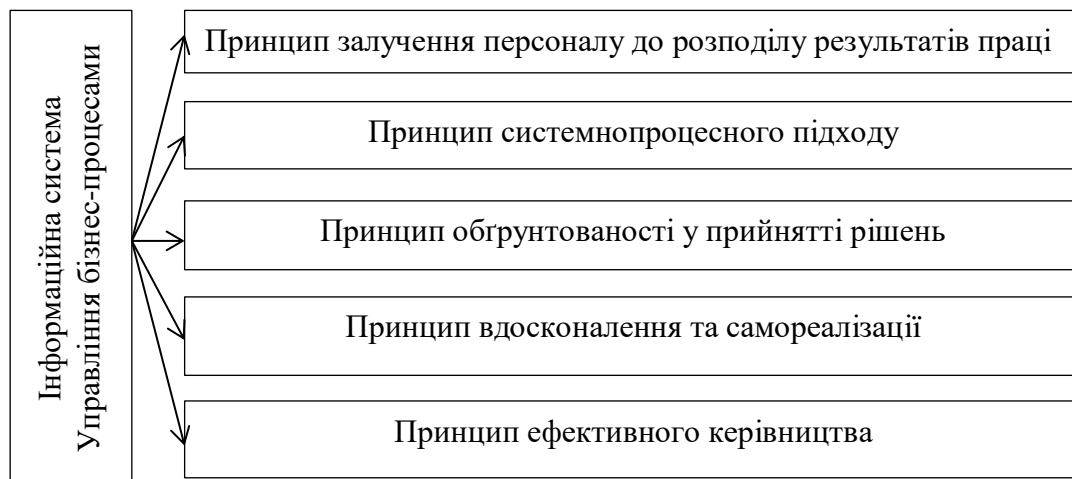 Інформаційна система
Управління бізнес-процесами
Принцип залучення персоналу до розподілу результатів праці
Принцип системнопроцесного підходу
Принцип обґрунтованості у прийнятті рішень
Принцип вдосконалення та самореалізації
Принцип ефективного керівництва